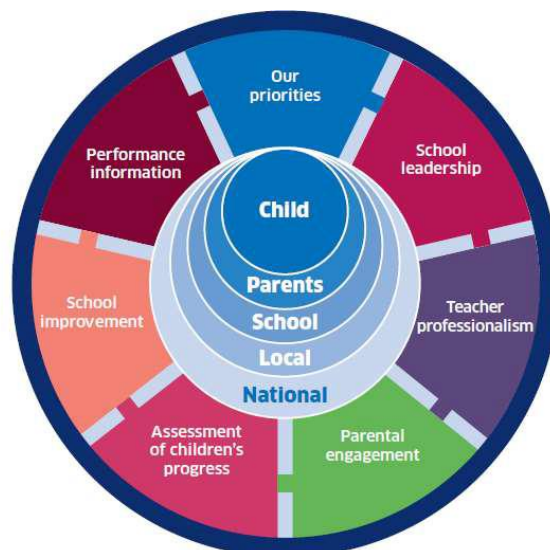 Our
priorities
School
leadership
Teacher
professionalism
Parental
engagement
Assessment
of children's
progress
School
improvement
Performance
information
Child
Parents
School
Local
National